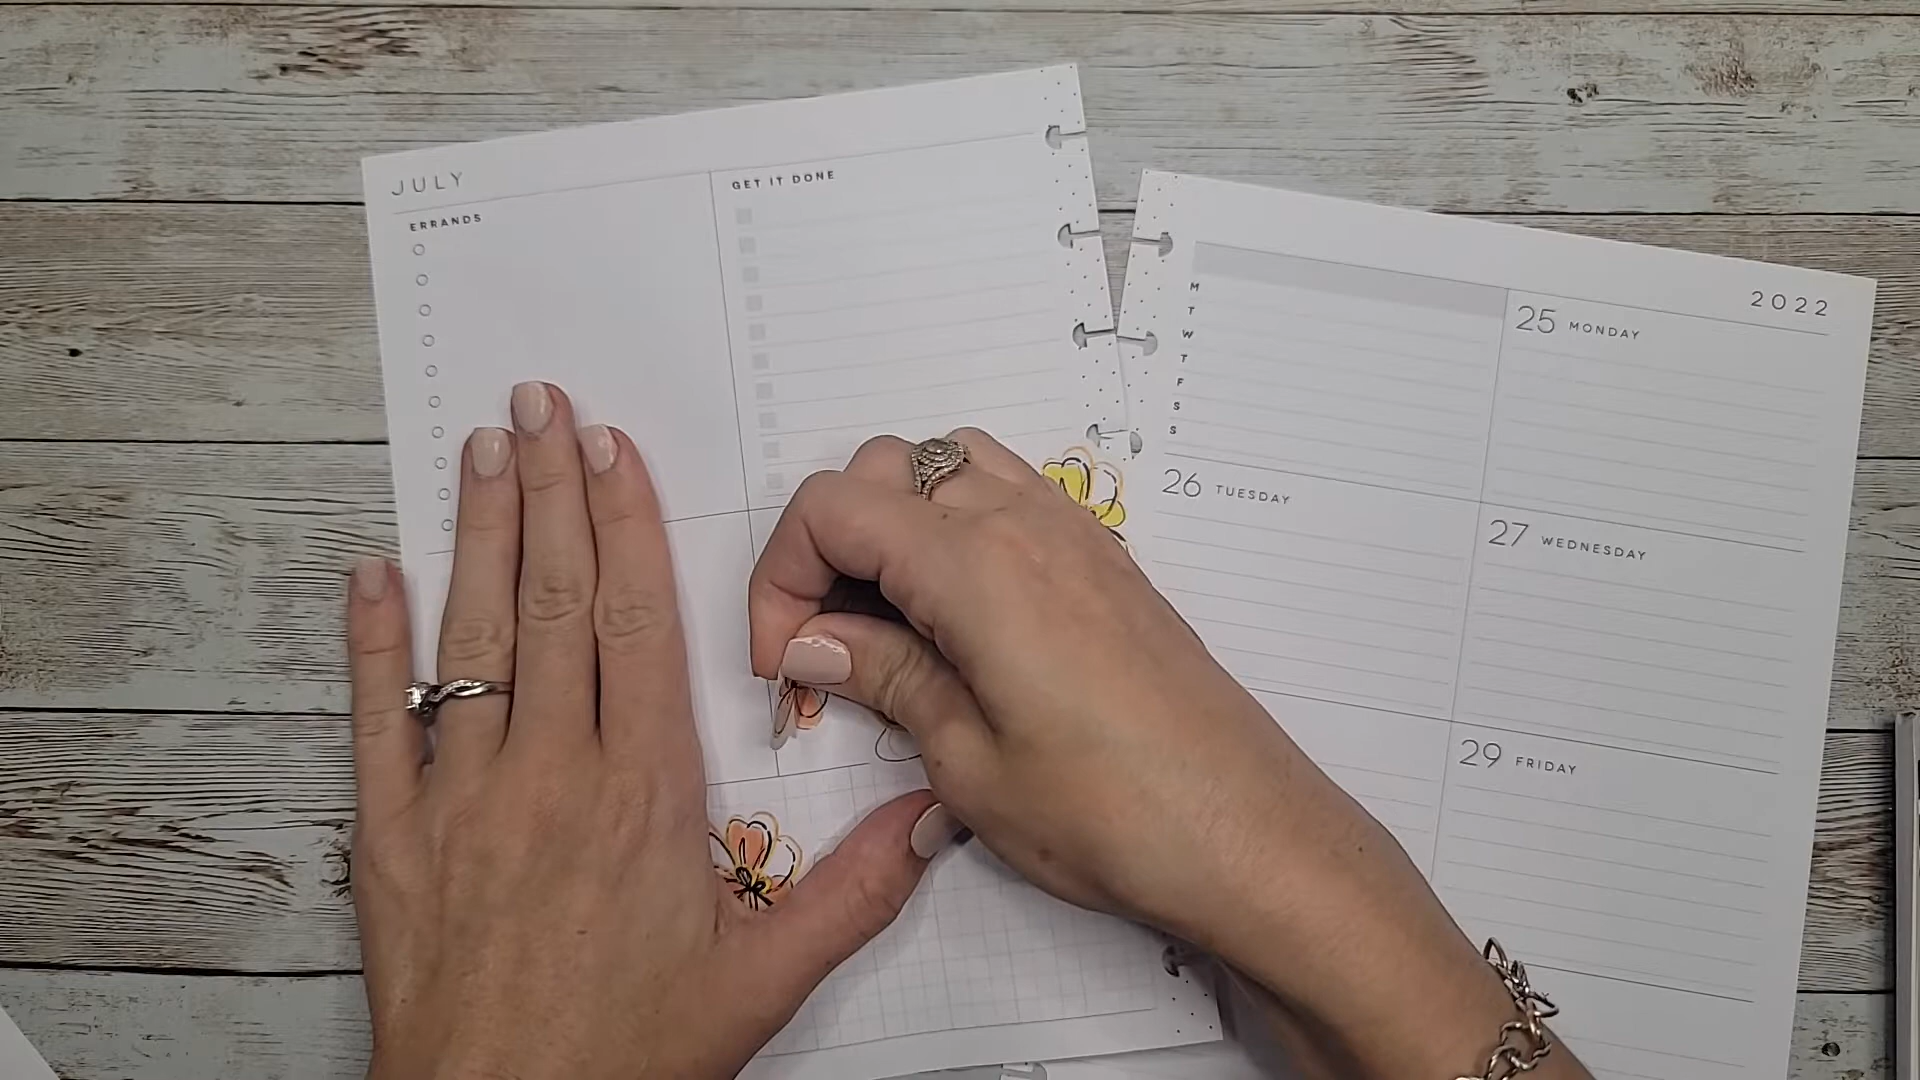 JULY
ERRANDS
GET IT DONE
2022
M
T
W
T
F
S
S
25 MONDAY
26 TUESDAY
27 WEDNESDAY
29 FRIDAY